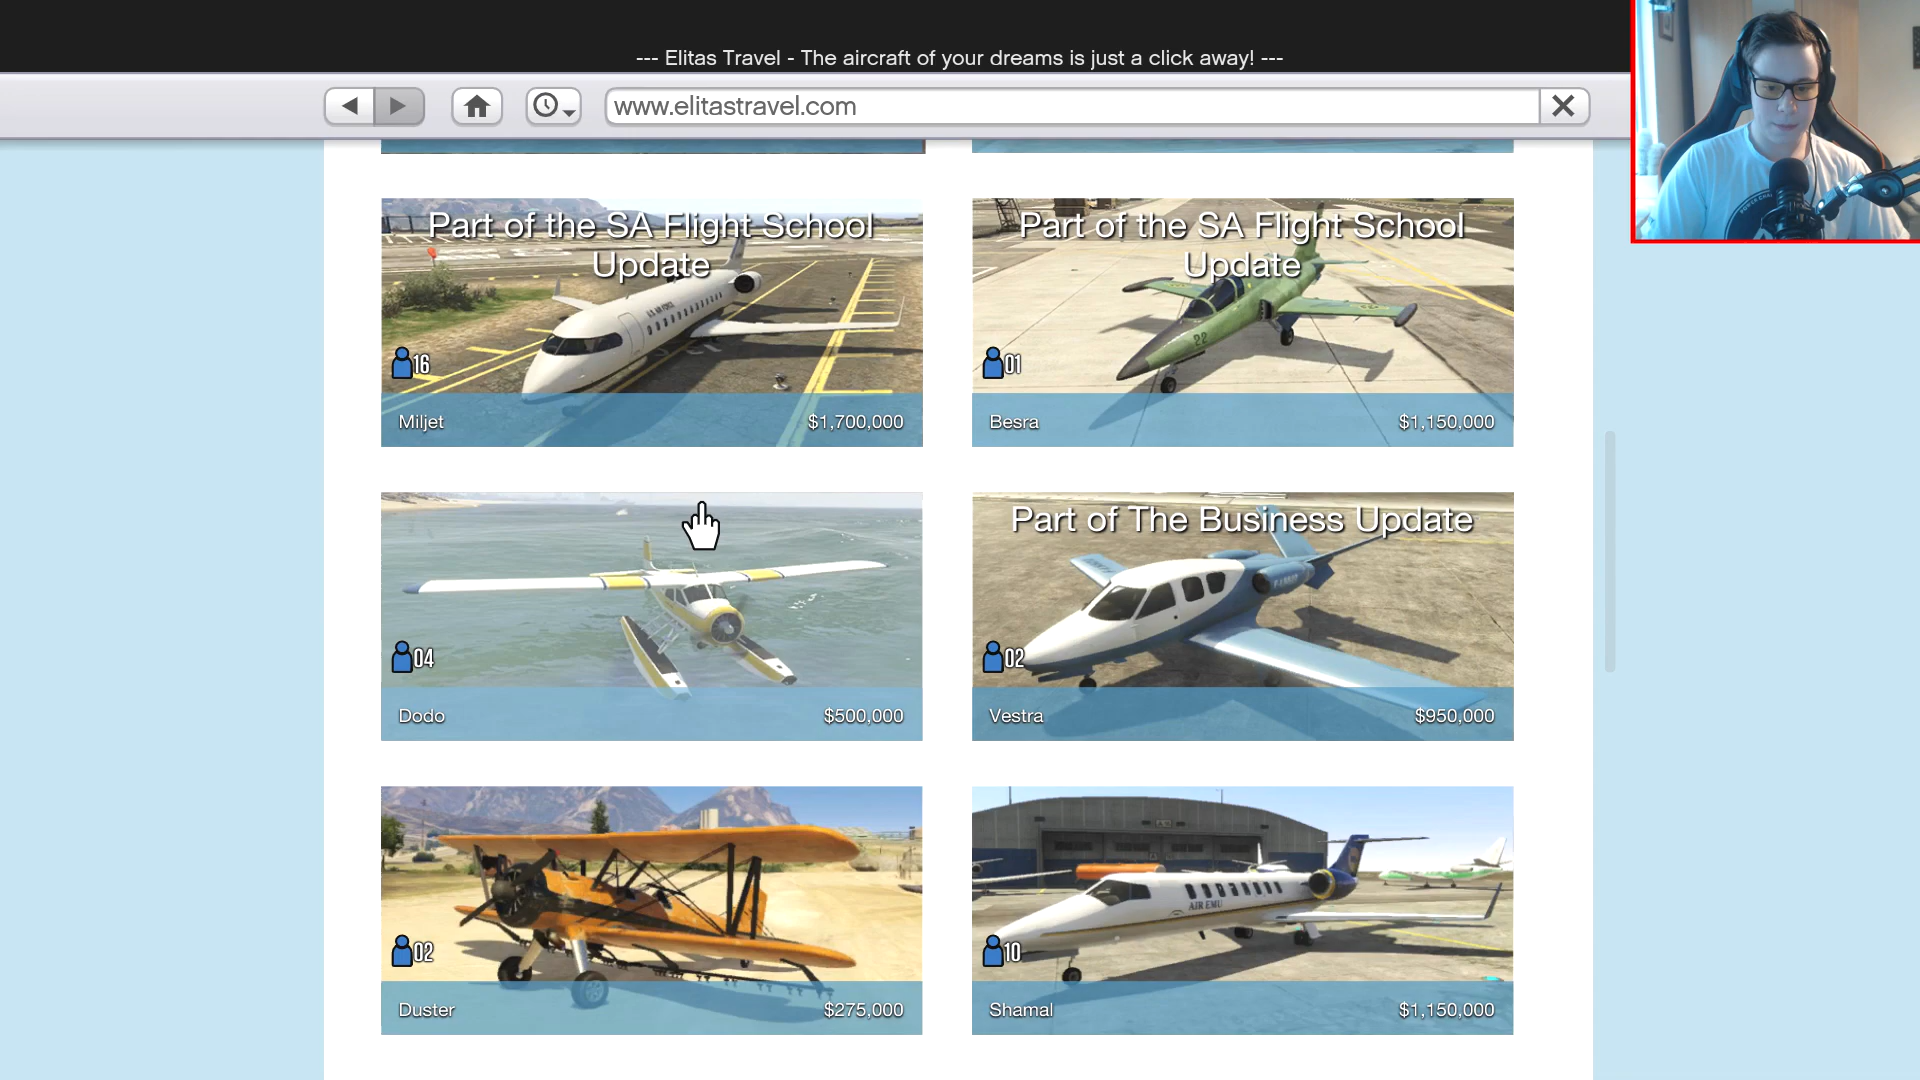 --- Elitas Travel - The aircraft of your dreams is just a click away! ---
www.elitastravel.com
Part of the SA Flight School
Update
16
Miljet
$1,700,000
Part of the SA Flight School
Update
22
01
Besra
$1,150,000
04
Dodo
$500,000
Part of The Business Update
02
Vestra
$950,000
02
Duster
$275,000
AIR EMU
10
Shamal
$1,150,000